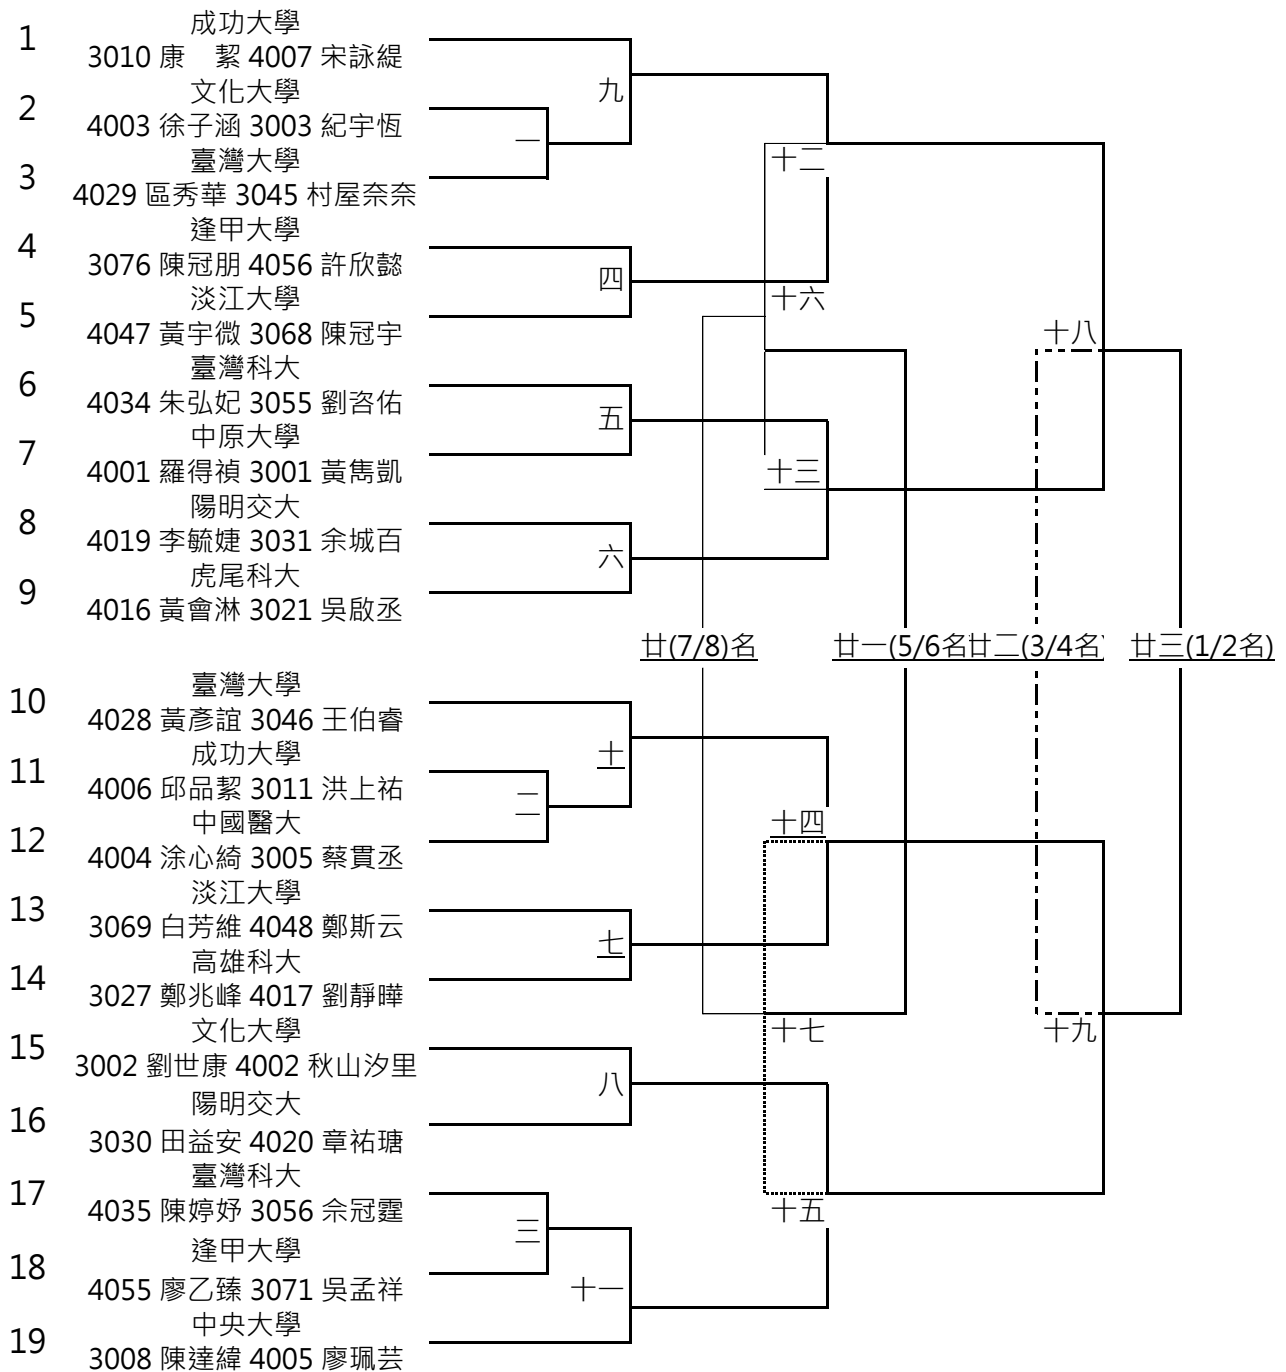 成功大學
1
3010 康　絜 4007 宋詠緹
九
文化大學
2
4003 徐子涵 3003 紀宇恆
一
十二
臺灣大學
3
4029 區秀華 3045 村屋奈奈
逢甲大學
4
3076 陳冠朋 4056 許欣懿
四
十六
淡江大學
5
4047 黃宇微 3068 陳冠宇
十八
臺灣科大
6
4034 朱弘妃 3055 劉咨佑
五
中原大學
7
4001 羅得禎 3001 黃雋凱
十三
陽明交大
8
4019 李毓婕 3031 余城百
六
虎尾科大
9
4016 黃會淋 3021 吳啟丞
廿(7/8)名 廿一(5/6名 廿二(3/4名) 廿三(1/2名)
臺灣大學
10
4028 黃彥誼 3046 王伯睿
十
成功大學
11
4006 邱品絜 3011 洪上祐
二
中國醫大
十四
12
4004 涂心綺 3005 蔡貫丞
淡江大學
13
3069 白芳維 4048 鄭斯云
七
高雄科大
14
3027 鄭兆峰 4017 劉靜曄
文化大學
十七
十九
15
3002 劉世康 4002 秋山汐里
八
陽明交大
16
3030 田益安 4020 章祐瑭
臺灣科大
17
4035 陳婷妤 3056 佘冠霆
十五
三
逢甲大學
18
4055 廖乙臻 3071 吳孟祥
十一
中央大學
19
3008 陳達緯 4005 廖珮芸